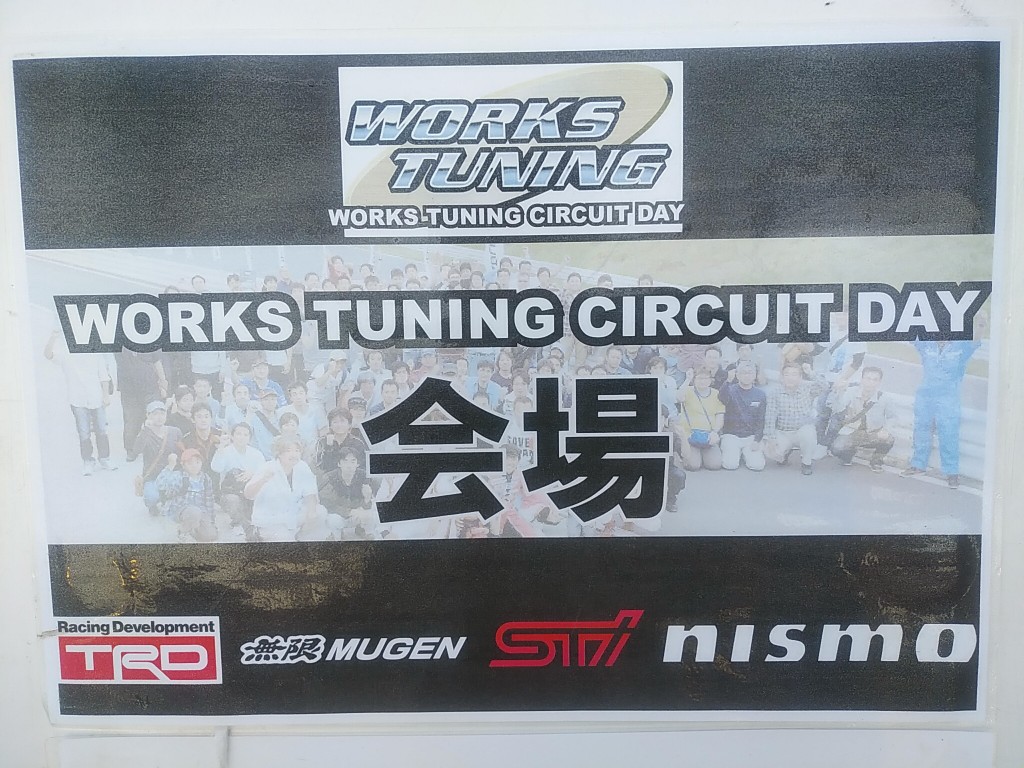 WORKS
TUNING
WORKS TUNING CIRCUIT DAY
WORKS TUNING CIRCUIT DAY
会場
Racing Development
TRD
無限 MUGEN
STi
nismo